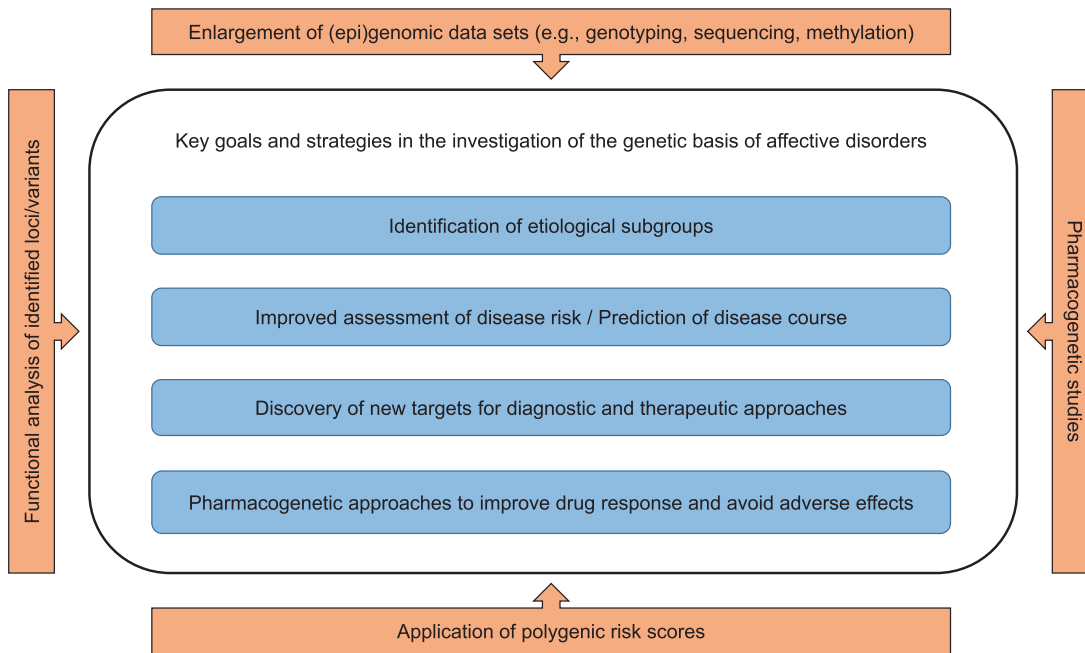 Enlargement of (epi)genomic data sets (e.g., genotyping, sequencing, methylation)
Functional analysis of identified loci/variants
Key goals and strategies in the investigation of the genetic basis of affective disorders
Identification of etiological subgroups
Improved assessment of disease risk / Prediction of disease course
Discovery of new targets for diagnostic and therapeutic approaches
Pharmacogenetic approaches to improve drug response and avoid adverse effects
Pharmacogenetic studies
Application of polygenic risk scores